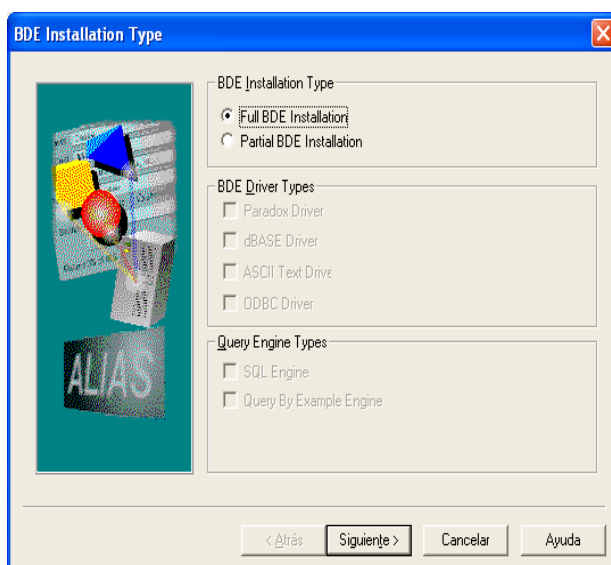 BDE Installation Type
BDE Installation Type
Full BDE Installation
Partial BDE Installation
BDE Driver Types
Paradox Driver
dBASE Driver
ASCII Text Drive
ODBC Driver
Query Engine Types
SQL Engine
Query By Example Engine
ALIAS
< Atrás
Siguiente >
Cancelar
Ayuda